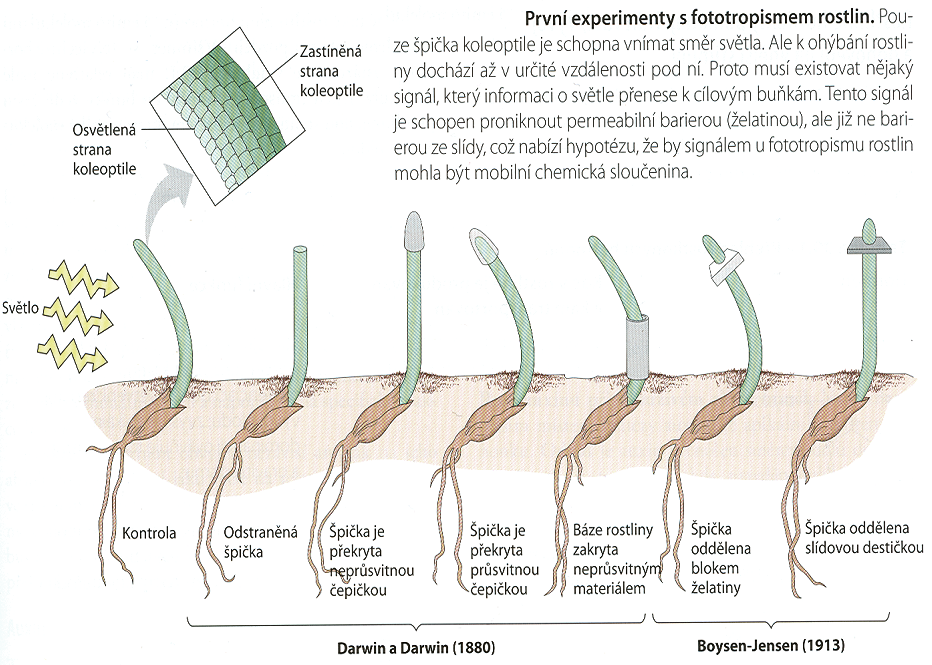 První experimenty s fototropismem rostlin. Pou-
ze špička koleoptile je schopna vnímat směr světla. Ale k ohýbání rostli-
ny dochází až v určité vzdálenosti pod ní. Proto musí existovat nějaký
signál, který informaci o světle přenese k cílovým buňkám. Tento signál
je schopen proniknout permeabilní barierou (želatinou), ale již ne bari-
erou ze slídy, což nabízí hypotézu, že by signálem u fototropismu rostlin
mohla být mobilní chemická sloučenina.
Zastíněná
strana
koleoptile
Osvětlená
strana
koleoptile
Světlo
Kontrola
Odstraněná
špička
Špička je
překryta
neprůsvitnou
čepičkou
Špička je
překryta
průsvitnou
čepičkou
Báze rostliny
zakryta
neprůsvitným
materiálem
Špička
oddělena
blokem
želatiny
Špička oddělena
slídovou destičkou
Darwin a Darwin (1880)
Boysen-Jensen (1913)